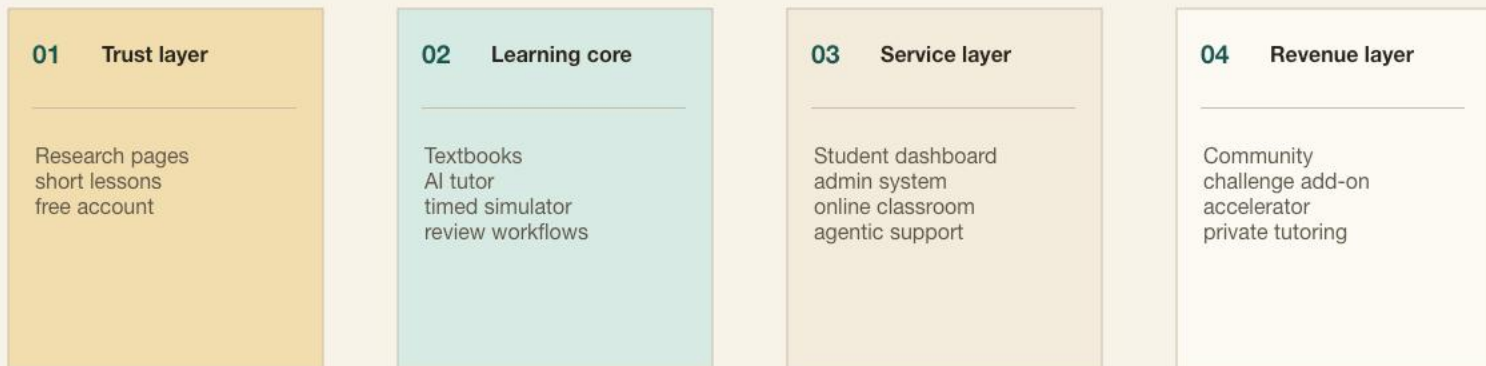 01 Trust layer
Research pages
short lessons
free account
02 Learning core
Textbooks
AI tutor
timed simulator
review workflows
03 Service layer
Student dashboard
admin system
online classroom
agentic support
04 Revenue layer
Community
challenge add-on
accelerator
private tutoring